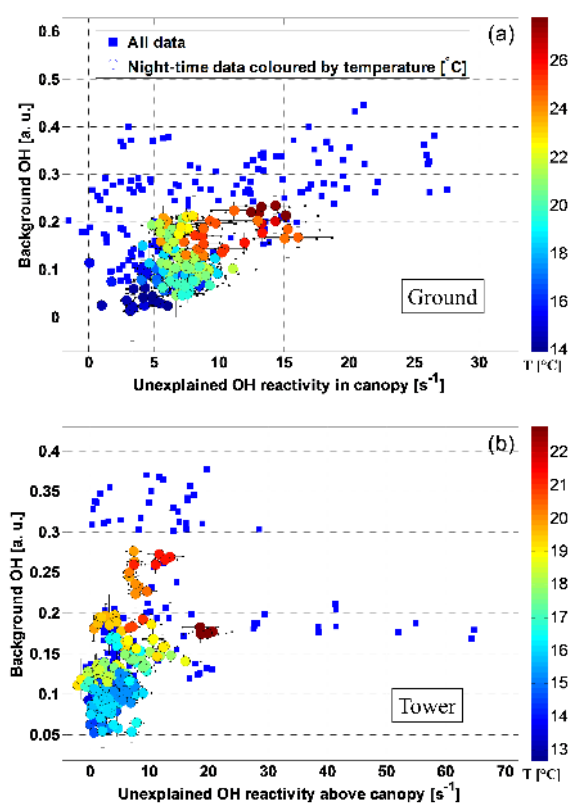 (a)
All data
Night-time data coloured by temperature [°C]
0.6
0.5
0.4
0.3
0.2
0.1
0
Background OH [a. u.]
Ground
0 5 10 15 20 25 30
Unexplained OH reactivity in canopy [s⁻¹]
26
24
22
20
18
16
14
T [°C]
(b)
0.4
0.35
0.3
0.25
0.2
0.15
0.1
0.05
Background OH [a. u.]
Tower
0 10 20 30 40 50 60 70
Unexplained OH reactivity above canopy [s⁻¹]
22
21
20
19
18
17
16
15
14
13
T [°C]